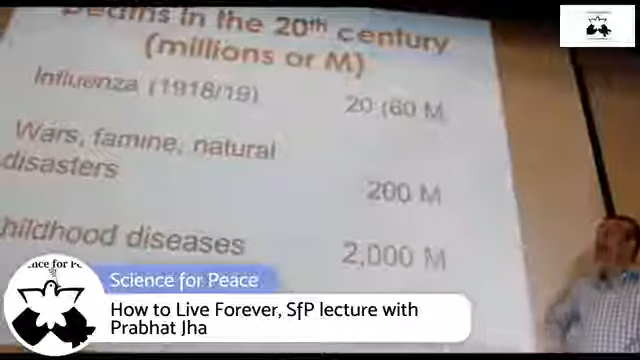 in the 20th century
(millions or M)
Influenza (1918/19)
20 (60 M
Wars, famine, natural
disasters
200 M
hildhood diseases
2,000 M
Science for Peace
How to Live Forever, SfP lecture with
Prabhat Jha